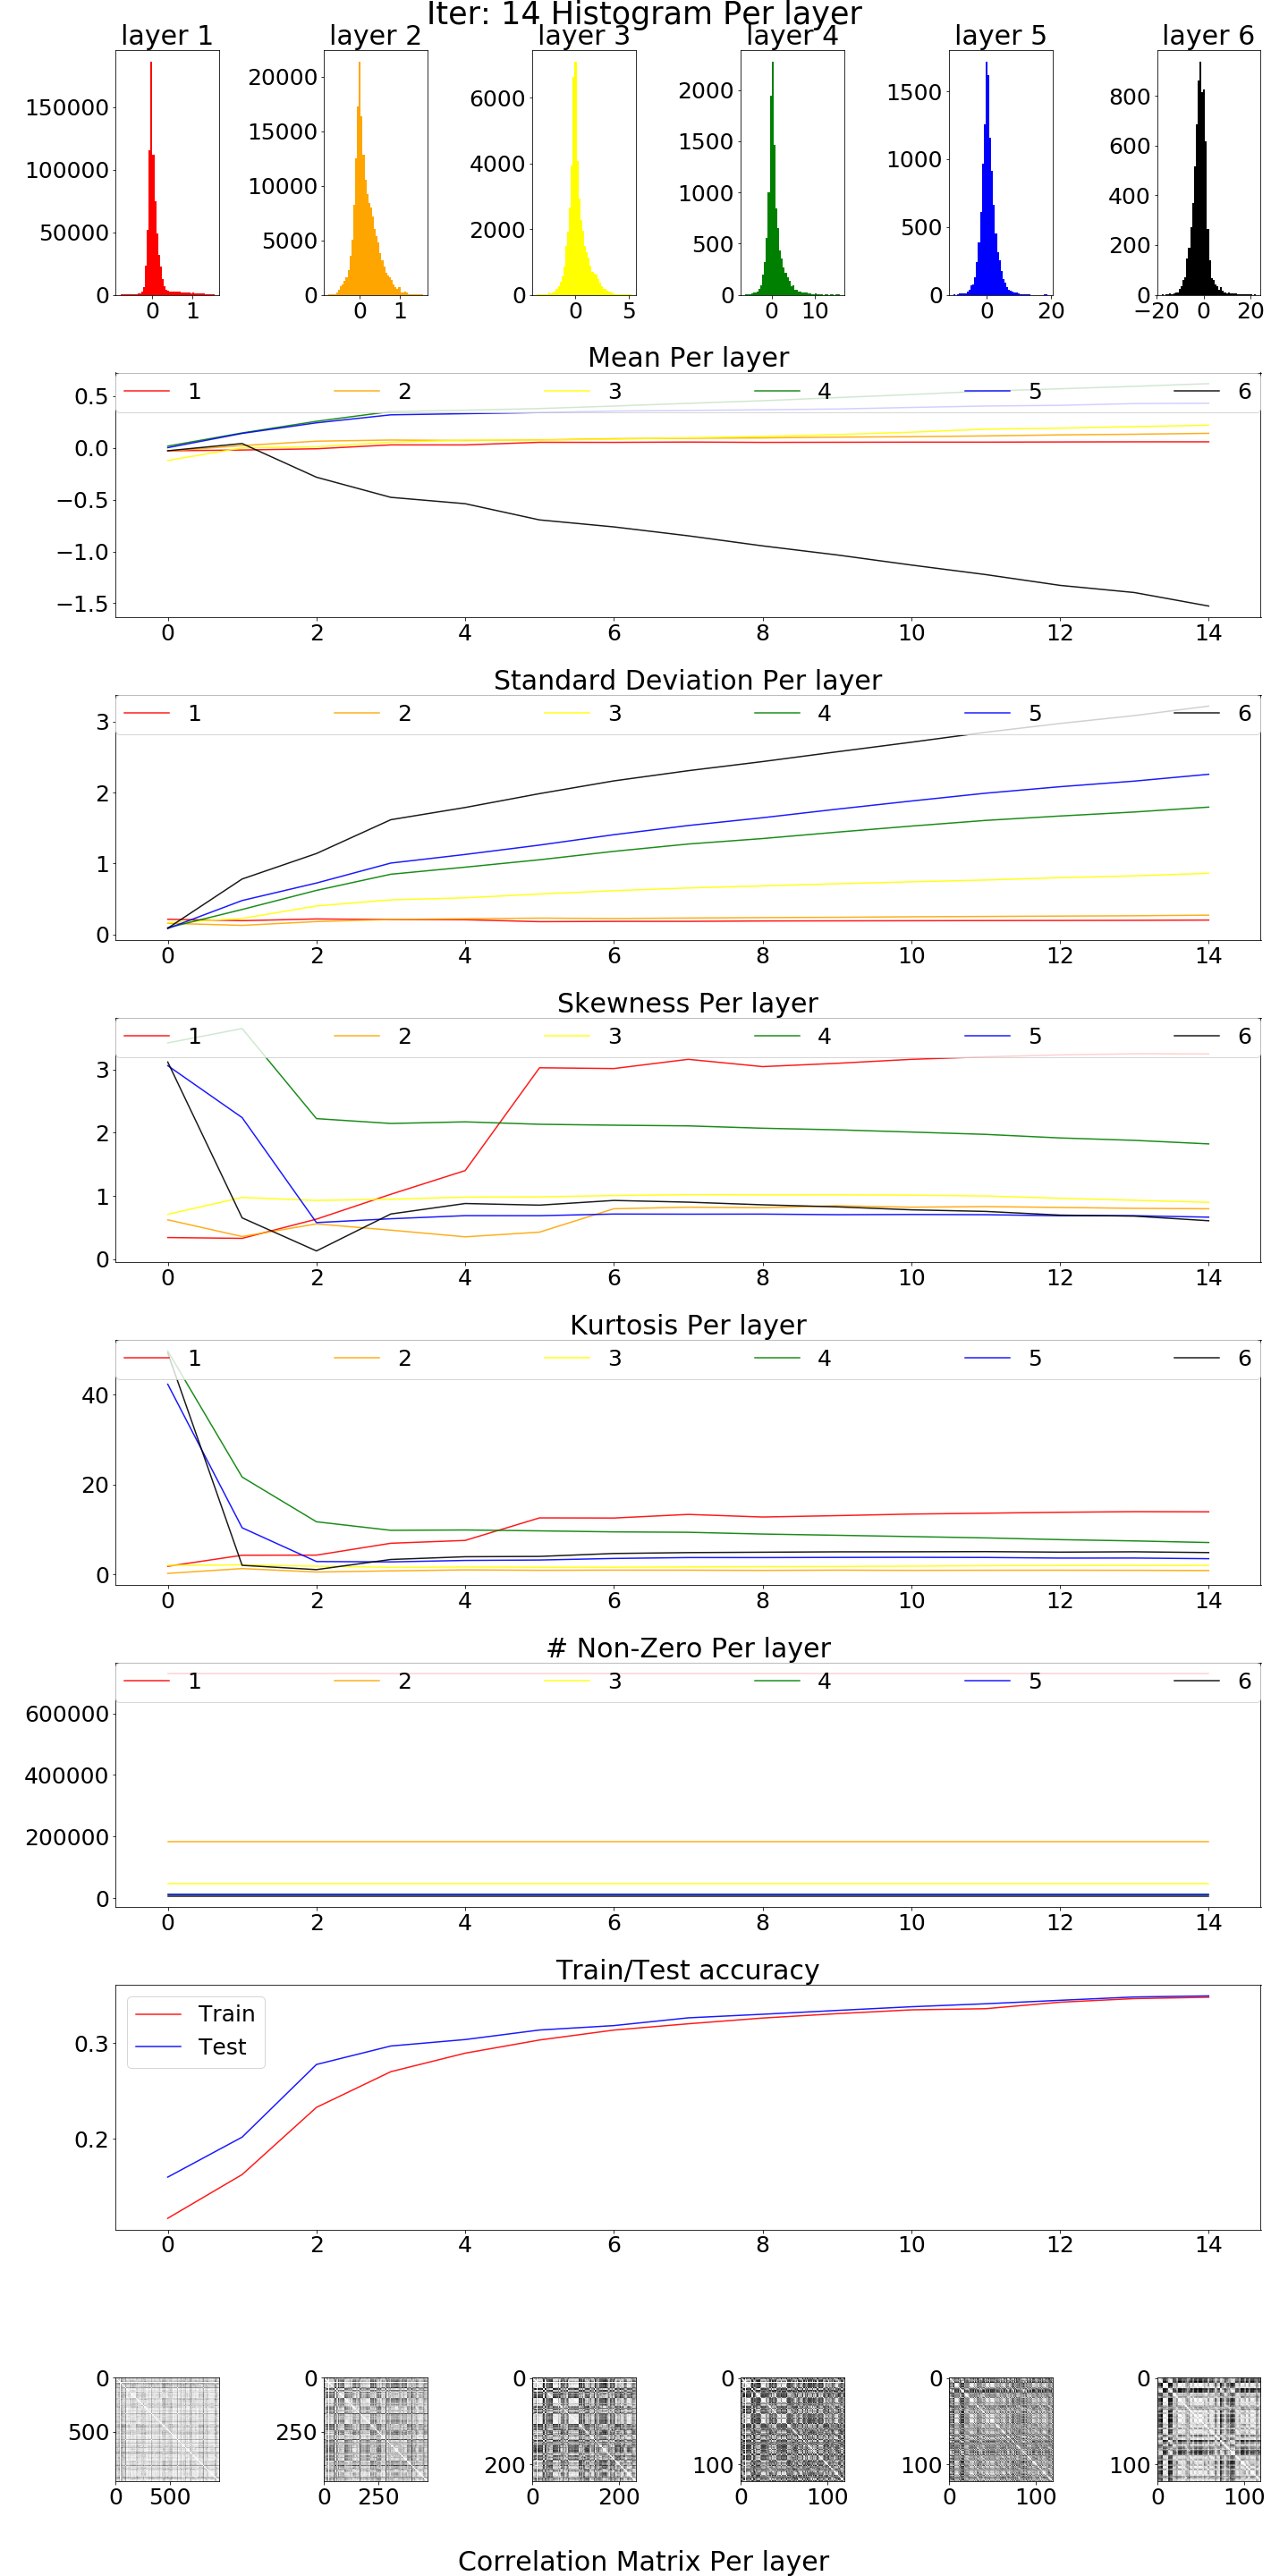 Iter: 14 Histogram Per layer
layer 1 layer 2 layer 3 layer 4 layer 5 layer 6
150000 100000 50000 0 0 1
20000 15000 10000 5000 0 0 1
6000 4000 2000 0 0 5
2000 1500 1000 500 0 0 10
1500 1000 500 0 0 20
800 600 400 200 0 −20 0 20
Mean Per layer
1 2 3 4 5 6
0.5
0.0
−0.5
−1.0
−1.5
0 2 4 6 8 10 12 14
Standard Deviation Per layer
1 2 3 4 5 6
3
2
1
0
0 2 4 6 8 10 12 14
Skewness Per layer
1 2 3 4 5 6
3
2
1
0
0 2 4 6 8 10 12 14
Kurtosis Per layer
1 2 3 4 5 6
40
20
0
0 2 4 6 8 10 12 14
# Non-Zero Per layer
1 2 3 4 5 6
600000
400000
200000
0
0 2 4 6 8 10 12 14
Train/Test accuracy
Train
Test
0.3
0.2
0 2 4 6 8 10 12 14
0 500 0 500
0 250 0 250
0 200 0 200
0 100 0 100
0 100 0 100
0 100 0 100
Correlation Matrix Per layer